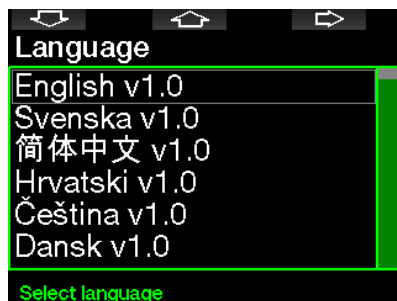 Language
English v1.0
Svenska v1.0
简体中文 v1.0
Hrvatski v1.0
Čeština v1.0
Dansk v1.0
Select language